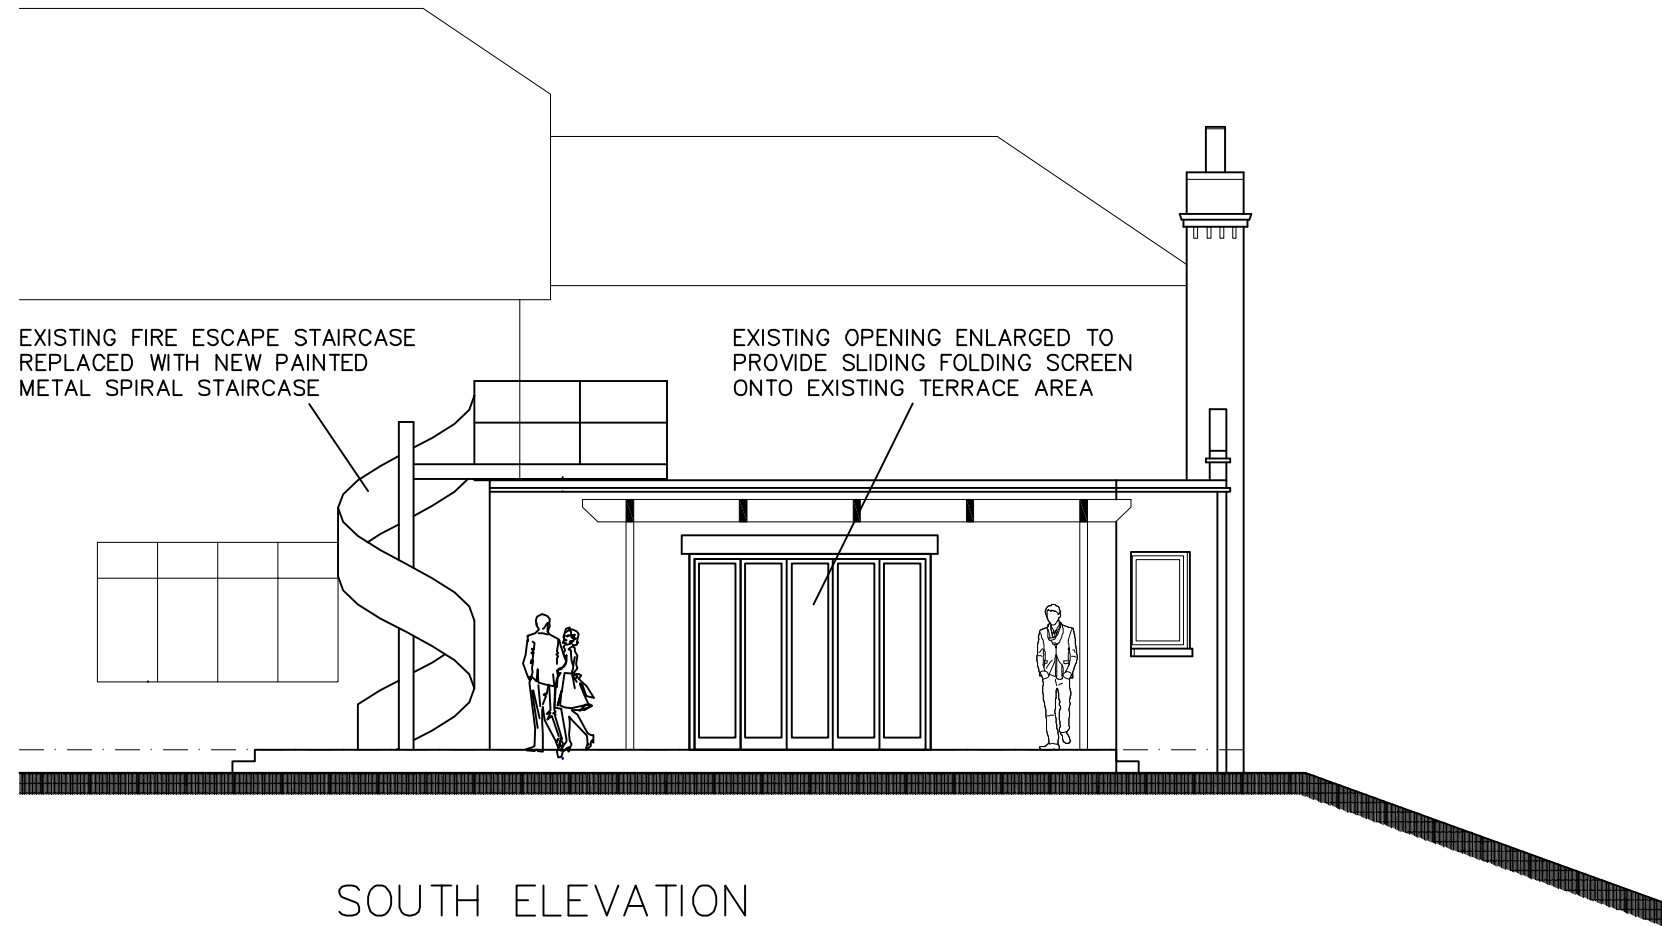 EXISTING FIRE ESCAPE STAIRCASE
REPLACED WITH NEW PAINTED
METAL SPIRAL STAIRCASE
EXISTING OPENING ENLARGED TO
PROVIDE SLIDING FOLDING SCREEN
ONTO EXISTING TERRACE AREA
SOUTH ELEVATION